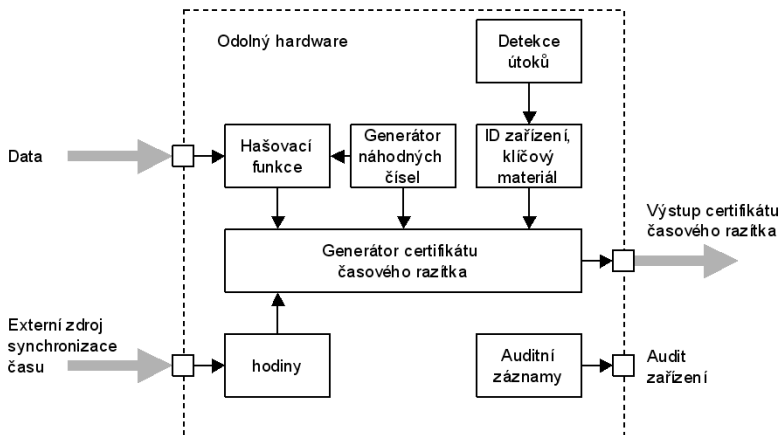 Odolný hardware
Detekce
útoků
Data
Hašovací
funkce
Generátor
náhodných
čísel
ID zařízení,
klíčový
materiál
Generátor certifikátu
časového razítka
Výstup certifikátu
časového razítka
Externí zdroj
synchronizace
času
hodiny
Auditní
záznamy
Audit
zařízení